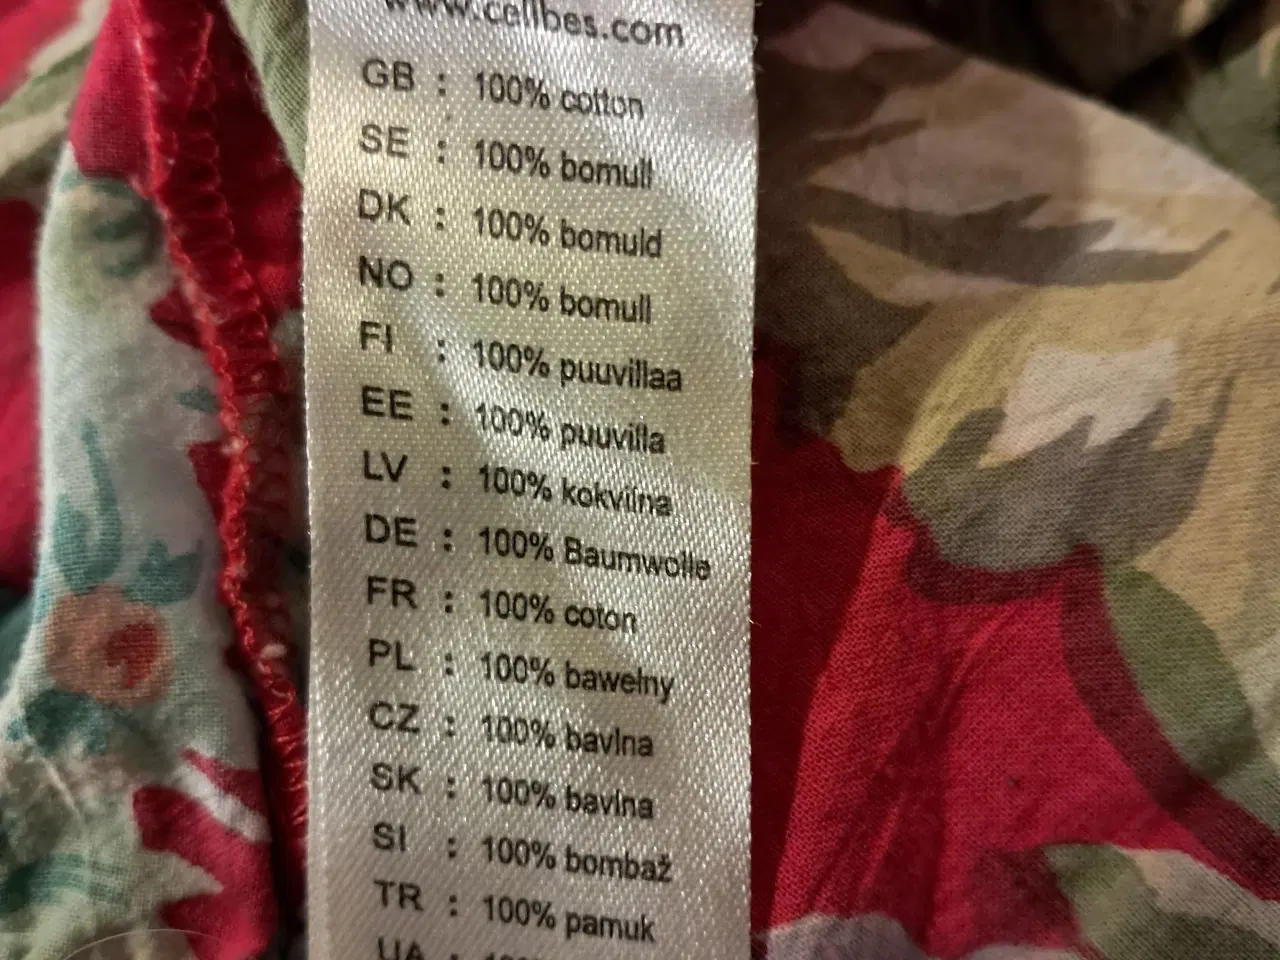 www.cellbes.com
GB : 100% cotton
SE : 100% bomull
DK : 100% bomuld
NO : 100% bomull
FI : 100% puuvillaa
EE : 100% puuvilla
LV : 100% kokvilna
DE : 100% Baumwolle
FR : 100% coton
PL : 100% bawełny
CZ : 100% bavlna
SK : 100% bavlna
SI : 100% bombaž
TR : 100% pamuk
UA :